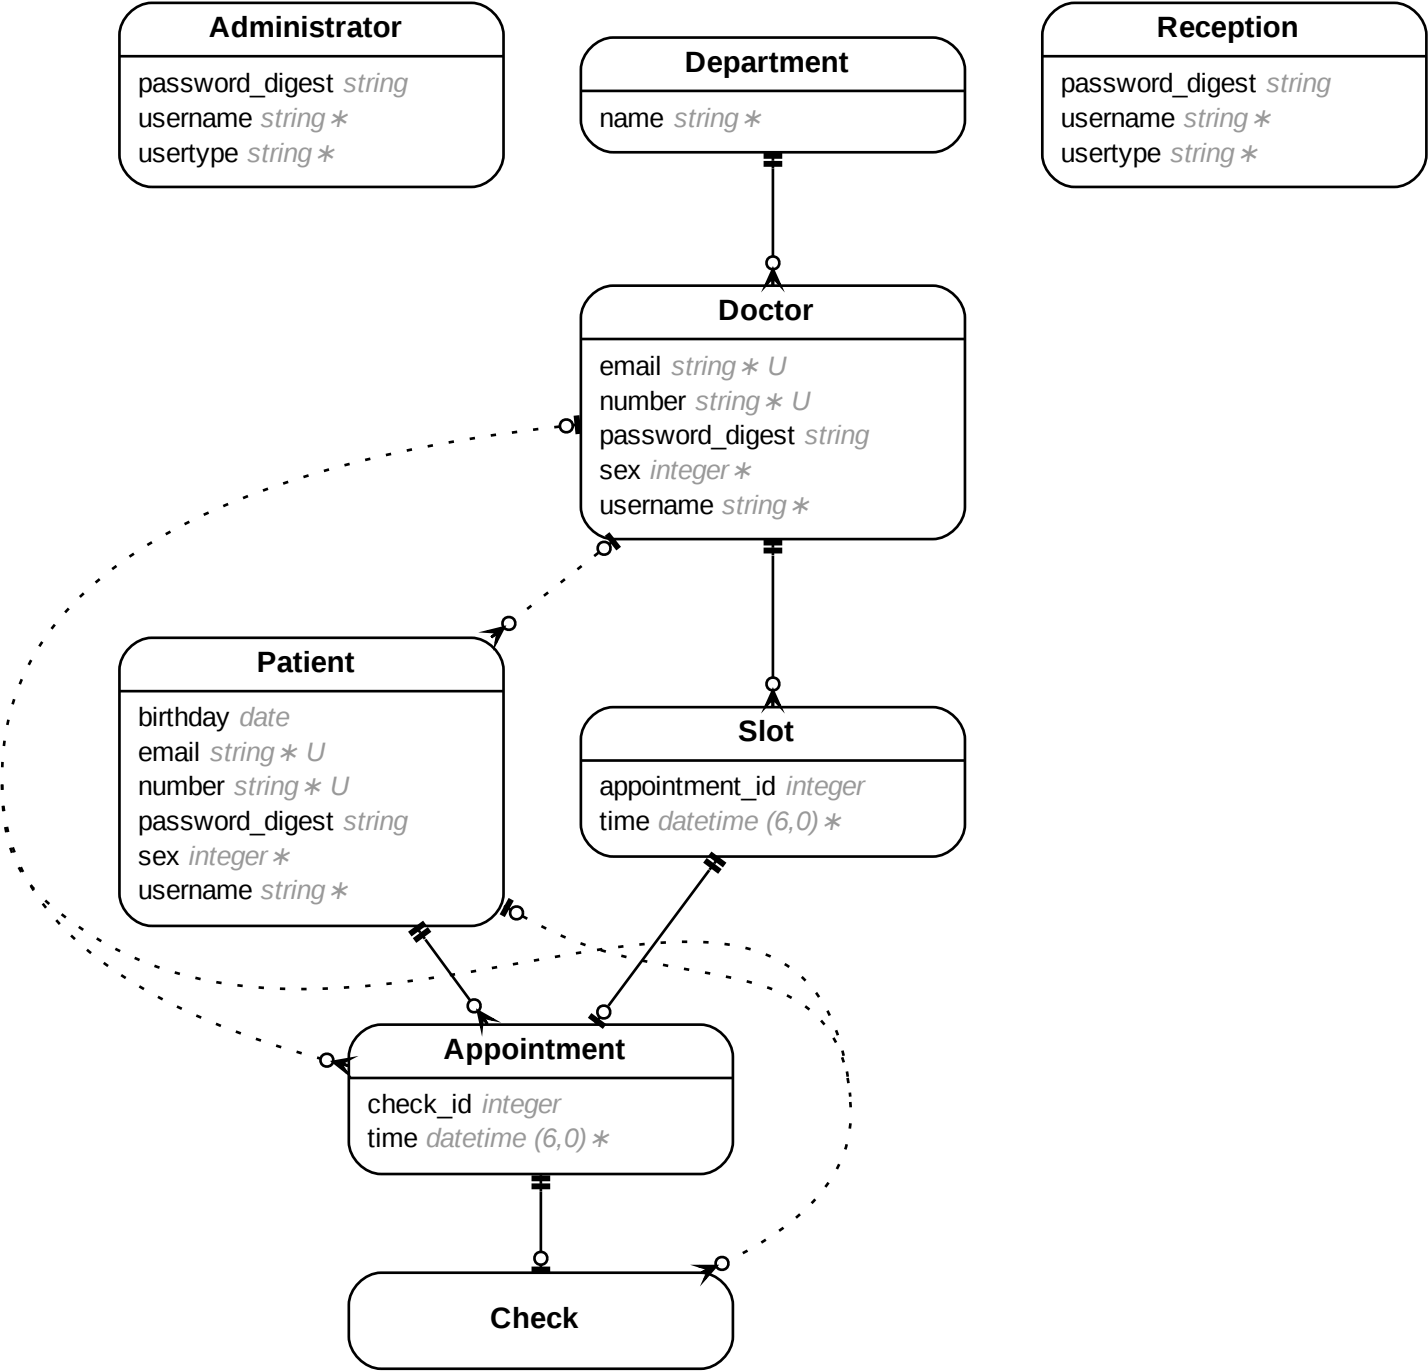 Administrator
password_digest string
username string∗
usertype string∗
Department
name string∗
Reception
password_digest string
username string∗
usertype string∗
Doctor
email string∗ U
number string∗ U
password_digest string
sex integer∗
username string∗
Patient
birthday date
email string∗ U
number string∗ U
password_digest string
sex integer∗
username string∗
Slot
appointment_id integer
time datetime (6,0)∗
Appointment
check_id integer
time datetime (6,0)∗
Check